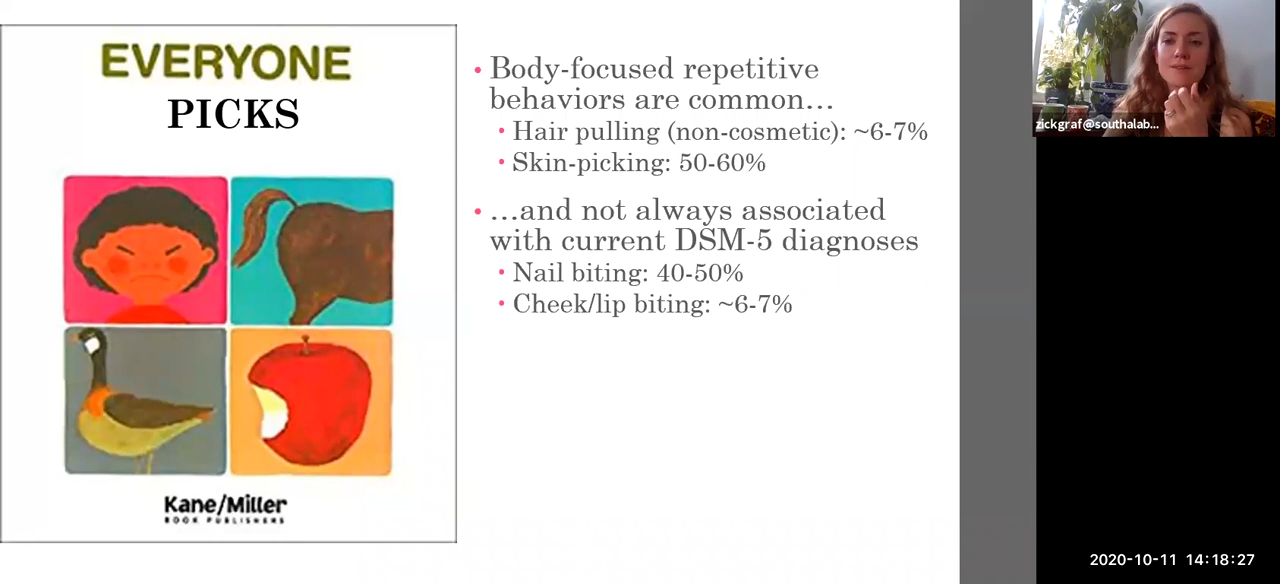 EVERYONE
PICKS
Kane/Miller
BOOK PUBLISHERS
• Body-focused repetitive
behaviors are common...
• Hair pulling (non-cosmetic): ~6-7%
• Skin-picking: 50-60%
• ...and not always associated
with current DSM-5 diagnoses
• Nail biting: 40-50%
• Cheek/lip biting: ~6-7%
zickgraf@southalab...
2020-10-11 14:18:27